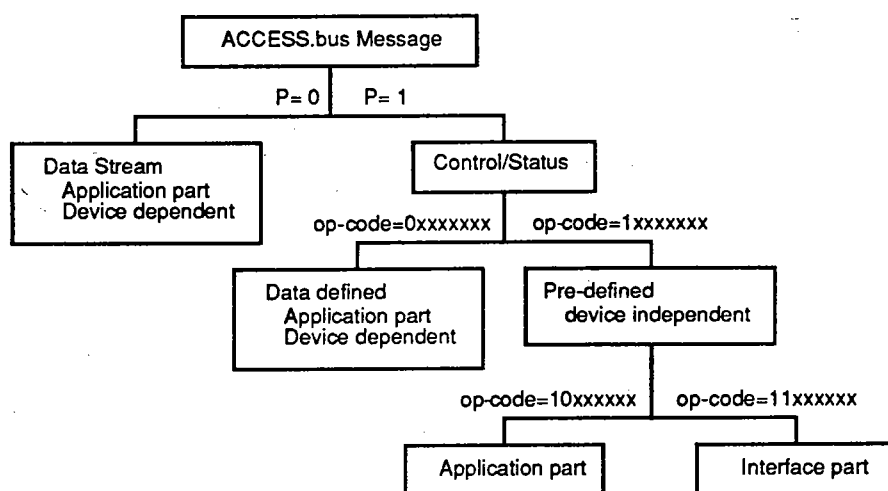 ACCESS.bus Message
P= 0
P= 1
Data Stream
Application part
Device dependent
Control/Status
op-code=0xxxxxxx
op-code=1xxxxxxx
Data defined
Application part
Device dependent
Pre-defined
device independent
op-code=10xxxxxx
op-code=11xxxxxx
Application part
Interface part